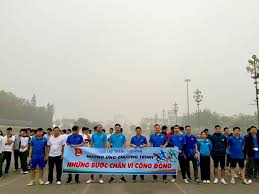 HƯỞNG ỨNG CHƯƠNG TRÌNH
NHỮNG BƯỚC CHÂN VÌ CỘNG ĐỒNG